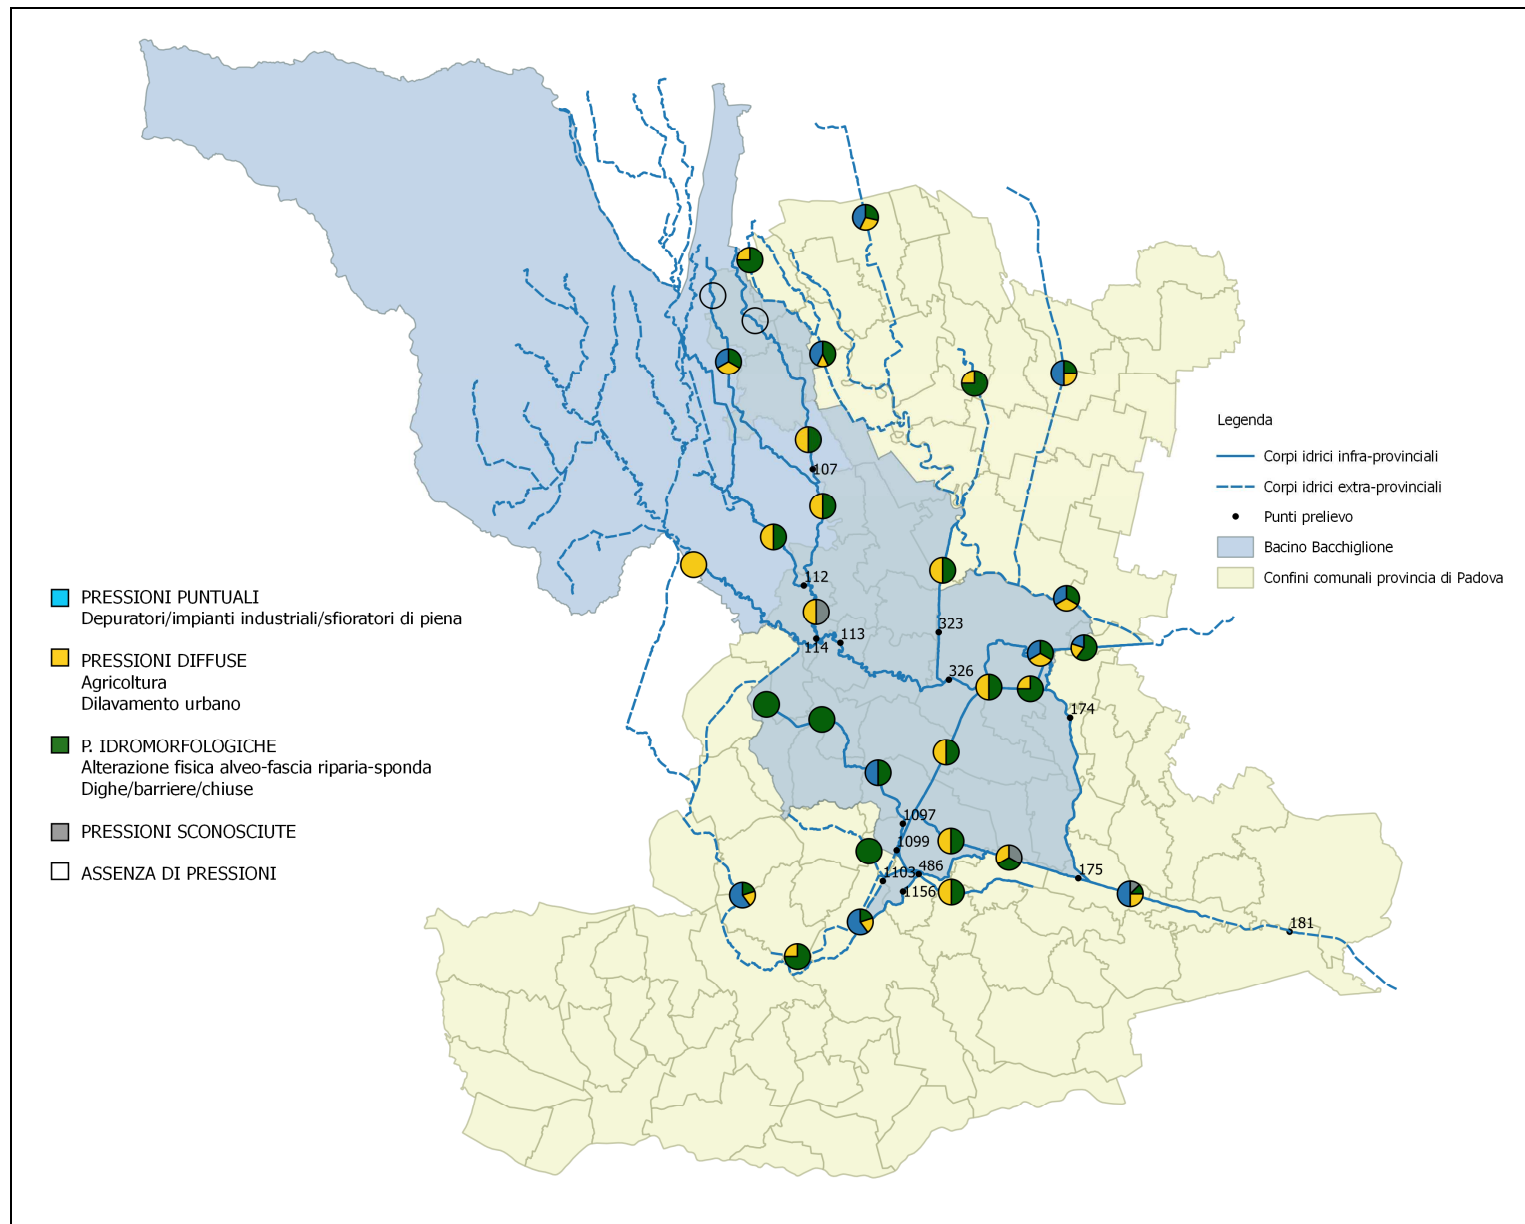 Legenda
Corpi idrici infra-provinciali
Corpi idrici extra-provinciali
Punti prelievo
Bacino Bacchiglione
Confini comunali provincia di Padova
PRESSIONI PUNTUALI
Depuratori/impianti industriali/sfioratori di piena
PRESSIONI DIFFUSE
Agricoltura
Dilavamento urbano
P. IDROMORFOLOGICHE
Alterazione fisica alveo-fascia riparia-sponda
Dighe/barriere/chiuse
PRESSIONI SCONOSCIUTE
ASSENZA DI PRESSIONI
107
112
323
113
114
326
174
1097
1099
486
1103
175
1156
181